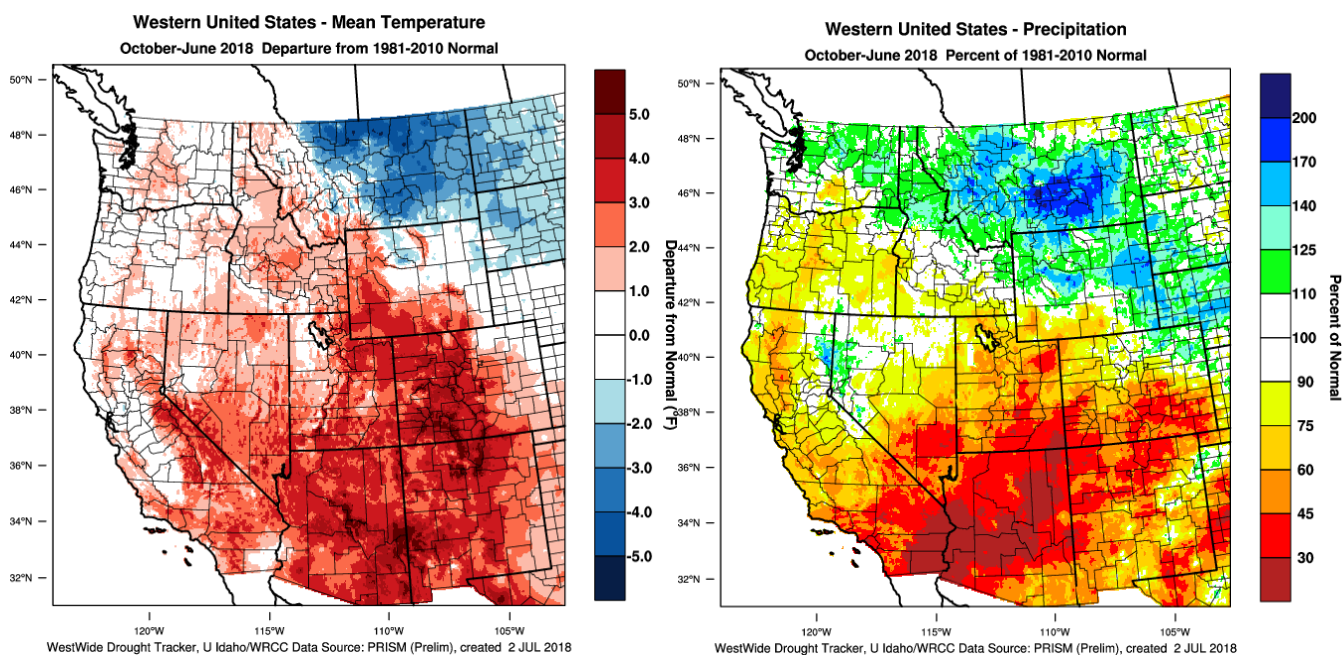 Western United States - Mean Temperature
October-June 2018 Departure from 1981-2010 Normal
50°N
48°N
46°N
44°N
42°N
40°N
38°N
36°N
34°N
32°N
120°W
115°W
110°W
105°W
5.0
4.0
3.0
2.0
1.0
0.0
-1.0
-2.0
-3.0
-4.0
-5.0
Departure from Normal (°F)
WestWide Drought Tracker, U Idaho/WRCC Data Source: PRISM (Prelim), created 2 JUL 2018
Western United States - Precipitation
October-June 2018 Percent of 1981-2010 Normal
50°N
48°N
46°N
44°N
42°N
40°N
38°N
36°N
34°N
32°N
120°W
115°W
110°W
105°W
200
170
140
125
110
100
90
75
60
45
30
Percent of Normal
WestWide Drought Tracker, U Idaho/WRCC Data Source: PRISM (Prelim), created 2 JUL 2018